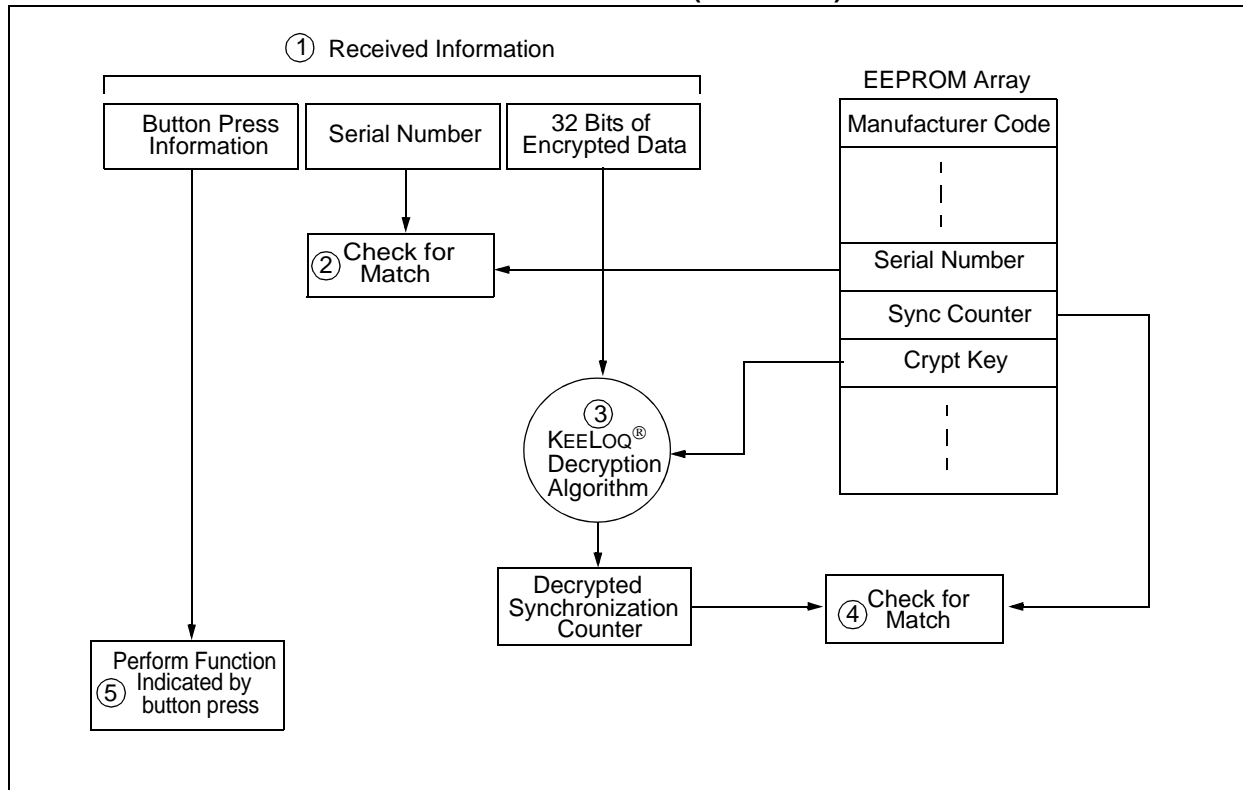 ① Received Information
EEPROM Array
Button Press
Information
Serial Number
32 Bits of
Encrypted Data
Manufacturer Code
② Check for
Match
Serial Number
Sync Counter
Crypt Key
③
KEELOQ®
Decryption
Algorithm
Decrypted
Synchronization
Counter
④ Check for
Match
Perform Function
⑤ Indicated by
button press